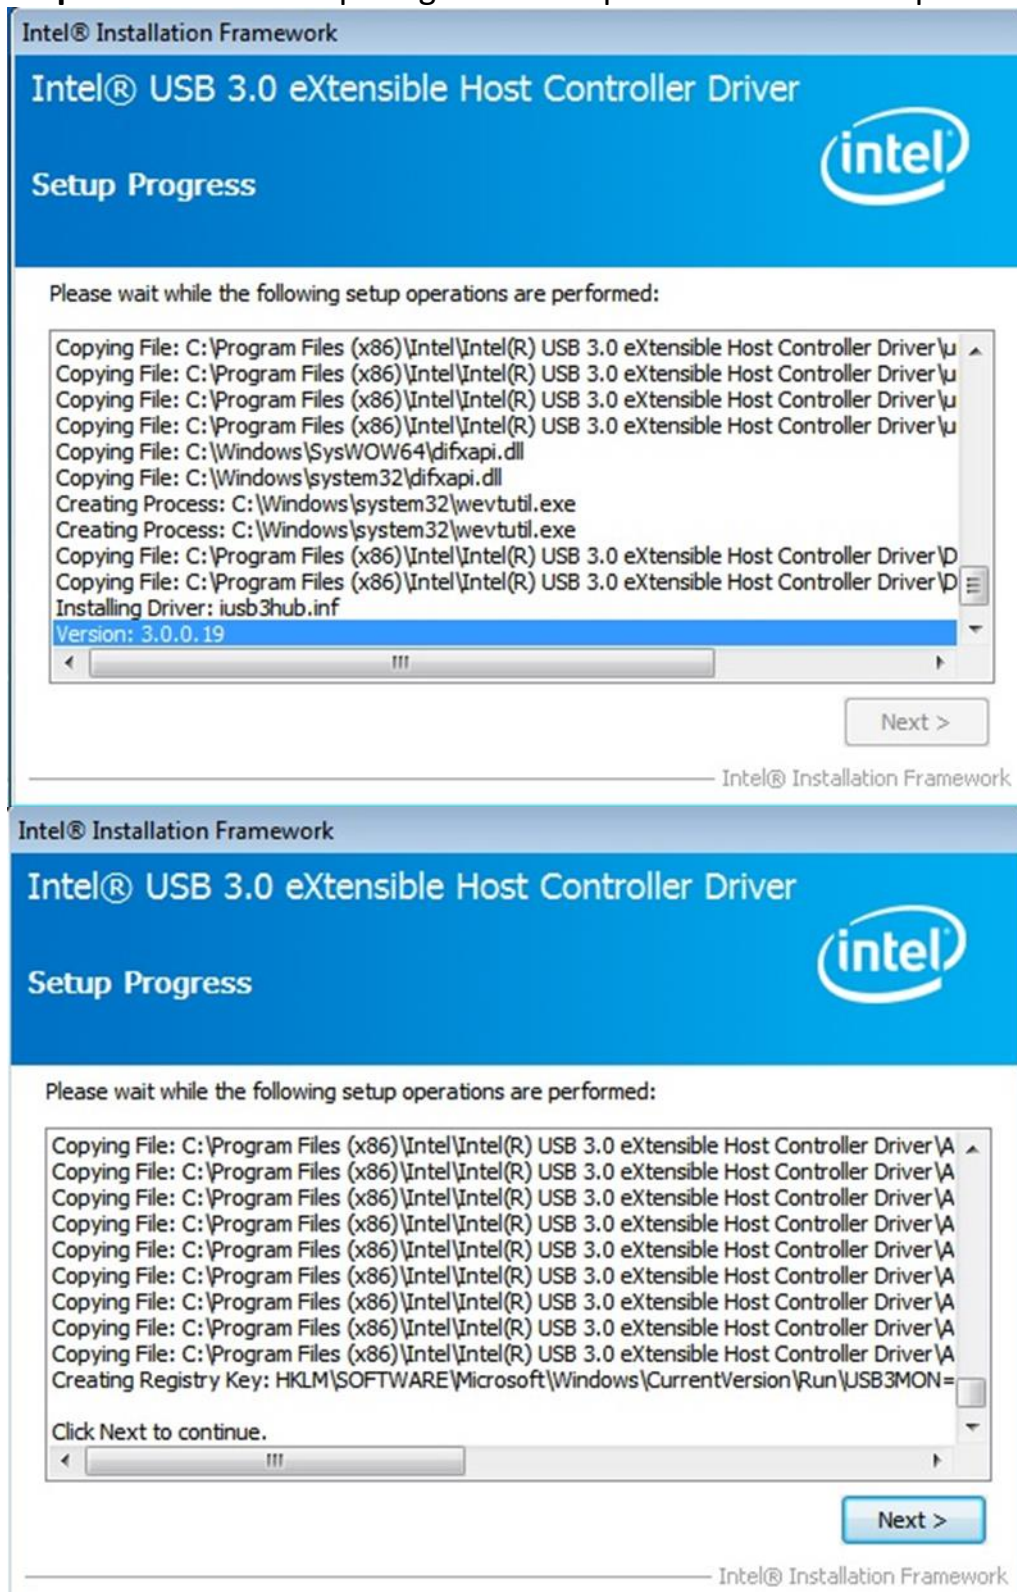 Intel® Installation Framework
Intel® USB 3.0 eXtensible Host Controller Driver
intel
Setup Progress
Please wait while the following setup operations are performed:
Copying File: C:\Program Files (x86)\Intel\Intel(R) USB 3.0 eXtensible Host Controller Driver\u
Copying File: C:\Program Files (x86)\Intel\Intel(R) USB 3.0 eXtensible Host Controller Driver\u
Copying File: C:\Program Files (x86)\Intel\Intel(R) USB 3.0 eXtensible Host Controller Driver\u
Copying File: C:\Program Files (x86)\Intel\Intel(R) USB 3.0 eXtensible Host Controller Driver\u
Copying File: C:\Windows\SysWOW64\difxapi.dll
Copying File: C:\Windows\system32\difxapi.dll
Creating Process: C:\Windows\system32\wevtutil.exe
Creating Process: C:\Windows\system32\wevtutil.exe
Copying File: C:\Program Files (x86)\Intel\Intel(R) USB 3.0 eXtensible Host Controller Driver\D
Copying File: C:\Program Files (x86)\Intel\Intel(R) USB 3.0 eXtensible Host Controller Driver\D
Installing Driver: iusb3hub.inf
Version: 3.0.0.19
Next >
Intel® Installation Framework
Intel® Installation Framework
Intel® USB 3.0 eXtensible Host Controller Driver
intel
Setup Progress
Please wait while the following setup operations are performed:
Copying File: C:\Program Files (x86)\Intel\Intel(R) USB 3.0 eXtensible Host Controller Driver\A
Copying File: C:\Program Files (x86)\Intel\Intel(R) USB 3.0 eXtensible Host Controller Driver\A
Copying File: C:\Program Files (x86)\Intel\Intel(R) USB 3.0 eXtensible Host Controller Driver\A
Copying File: C:\Program Files (x86)\Intel\Intel(R) USB 3.0 eXtensible Host Controller Driver\A
Copying File: C:\Program Files (x86)\Intel\Intel(R) USB 3.0 eXtensible Host Controller Driver\A
Copying File: C:\Program Files (x86)\Intel\Intel(R) USB 3.0 eXtensible Host Controller Driver\A
Copying File: C:\Program Files (x86)\Intel\Intel(R) USB 3.0 eXtensible Host Controller Driver\A
Copying File: C:\Program Files (x86)\Intel\Intel(R) USB 3.0 eXtensible Host Controller Driver\A
Copying File: C:\Program Files (x86)\Intel\Intel(R) USB 3.0 eXtensible Host Controller Driver\A
Creating Registry Key: HKLM\SOFTWARE\Microsoft\Windows\CurrentVersion\Run\USB3MON=
Click Next to continue.
Next >
Intel® Installation Framework